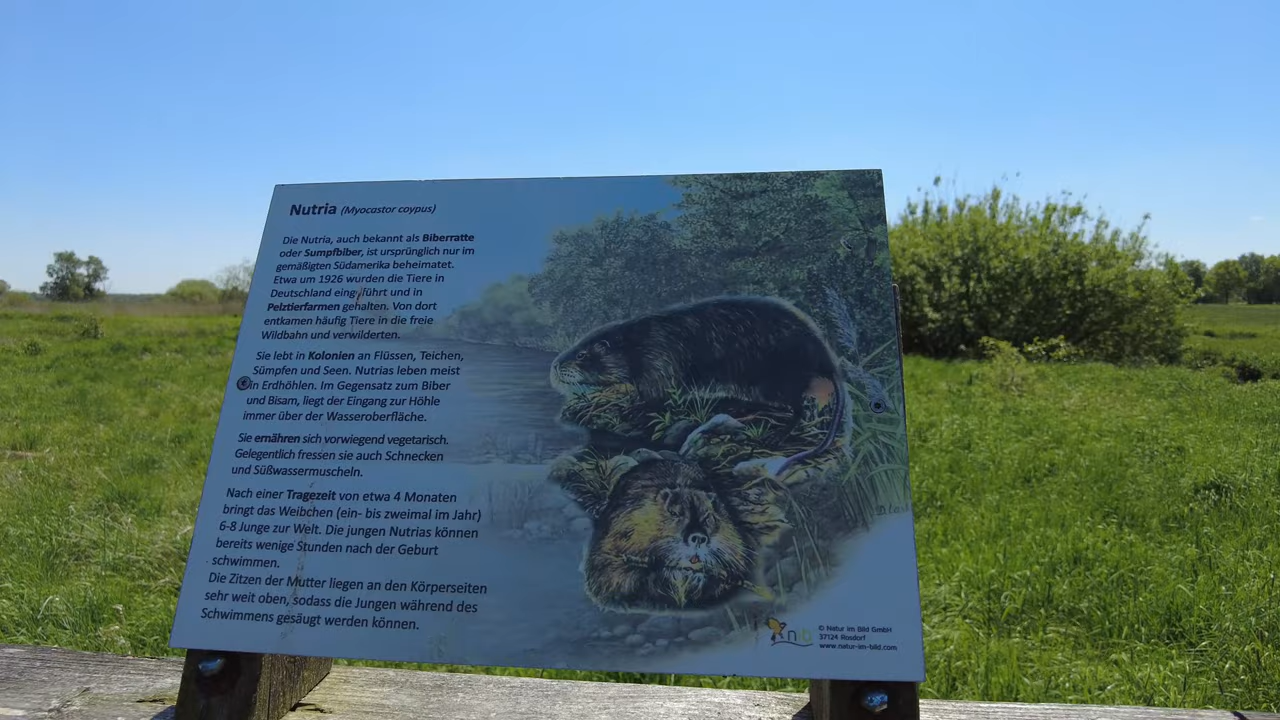 Nutria (Myocastor coypus)
Die Nutria, auch bekannt als Biberratte
oder Sumpfbiber, ist ursprünglich nur im
gemäßigten Südamerika beheimatet.
Etwa um 1926 wurden die Tiere in
Deutschland eingeführt und in
Pelztierfarmen gehalten. Von dort
entkamen häufig Tiere in die freie
Wildbahn und verwilderten.
Sie lebt in Kolonien an Flüssen, Teichen,
Sümpfen und Seen. Nutrias leben meist
in Erdhöhlen. Im Gegensatz zum Biber
und Bisam, liegt der Eingang zur Höhle
immer über der Wasseroberfläche.
Sie ernähren sich vorwiegend vegetarisch.
Gelegentlich fressen sie auch Schnecken
und Süßwassermuscheln.
Nach einer Tragezeit von etwa 4 Monaten
bringt das Weibchen (ein- bis zweimal im Jahr)
6-8 Junge zur Welt. Die jungen Nutrias können
bereits wenige Stunden nach der Geburt
schwimmen.
Die Zitzen der Mutter liegen an den Körperseiten
sehr weit oben, sodass die Jungen während des
Schwimmens gesäugt werden können.
nib
© Natur im Bild GmbH
37124 Rosdorf
www.natur-im-bild.com